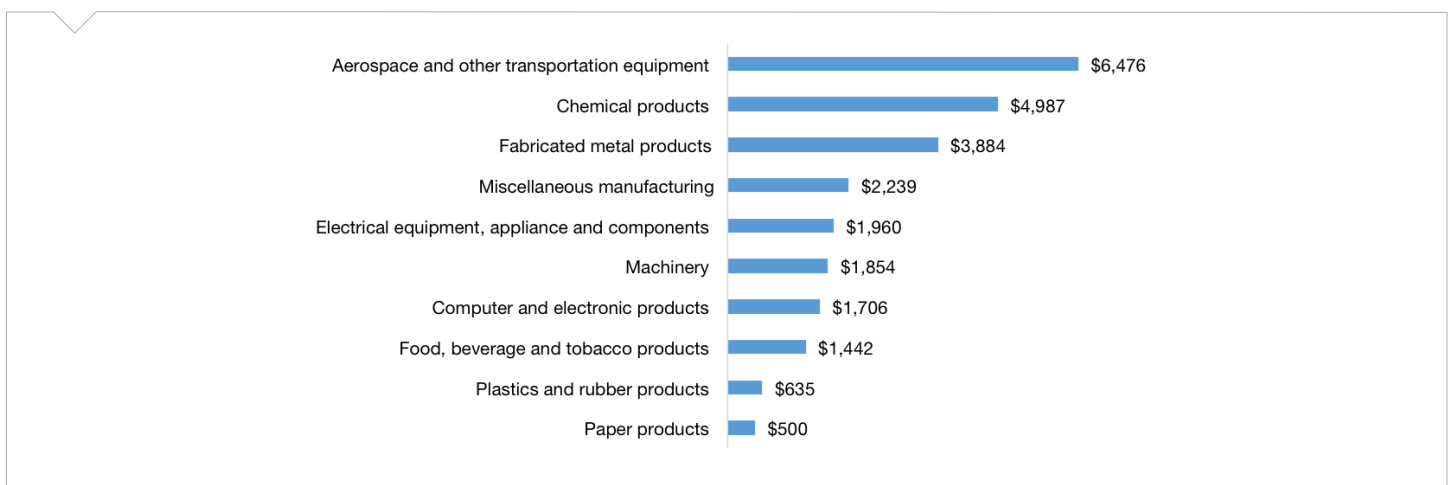 Aerospace and other transportation equipment $6,476
Chemical products $4,987
Fabricated metal products $3,884
Miscellaneous manufacturing $2,239
Electrical equipment, appliance and components $1,960
Machinery $1,854
Computer and electronic products $1,706
Food, beverage and tobacco products $1,442
Plastics and rubber products $635
Paper products $500